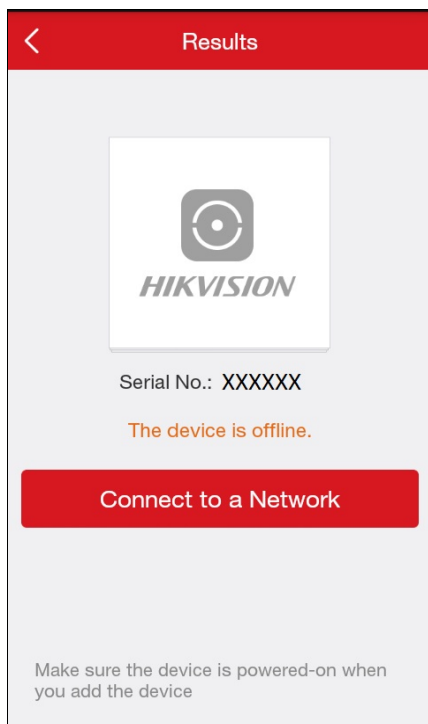 Results
HIKVISION
Serial No.: XXXXXX
The device is offline.
Connect to a Network
Make sure the device is powered-on when
you add the device